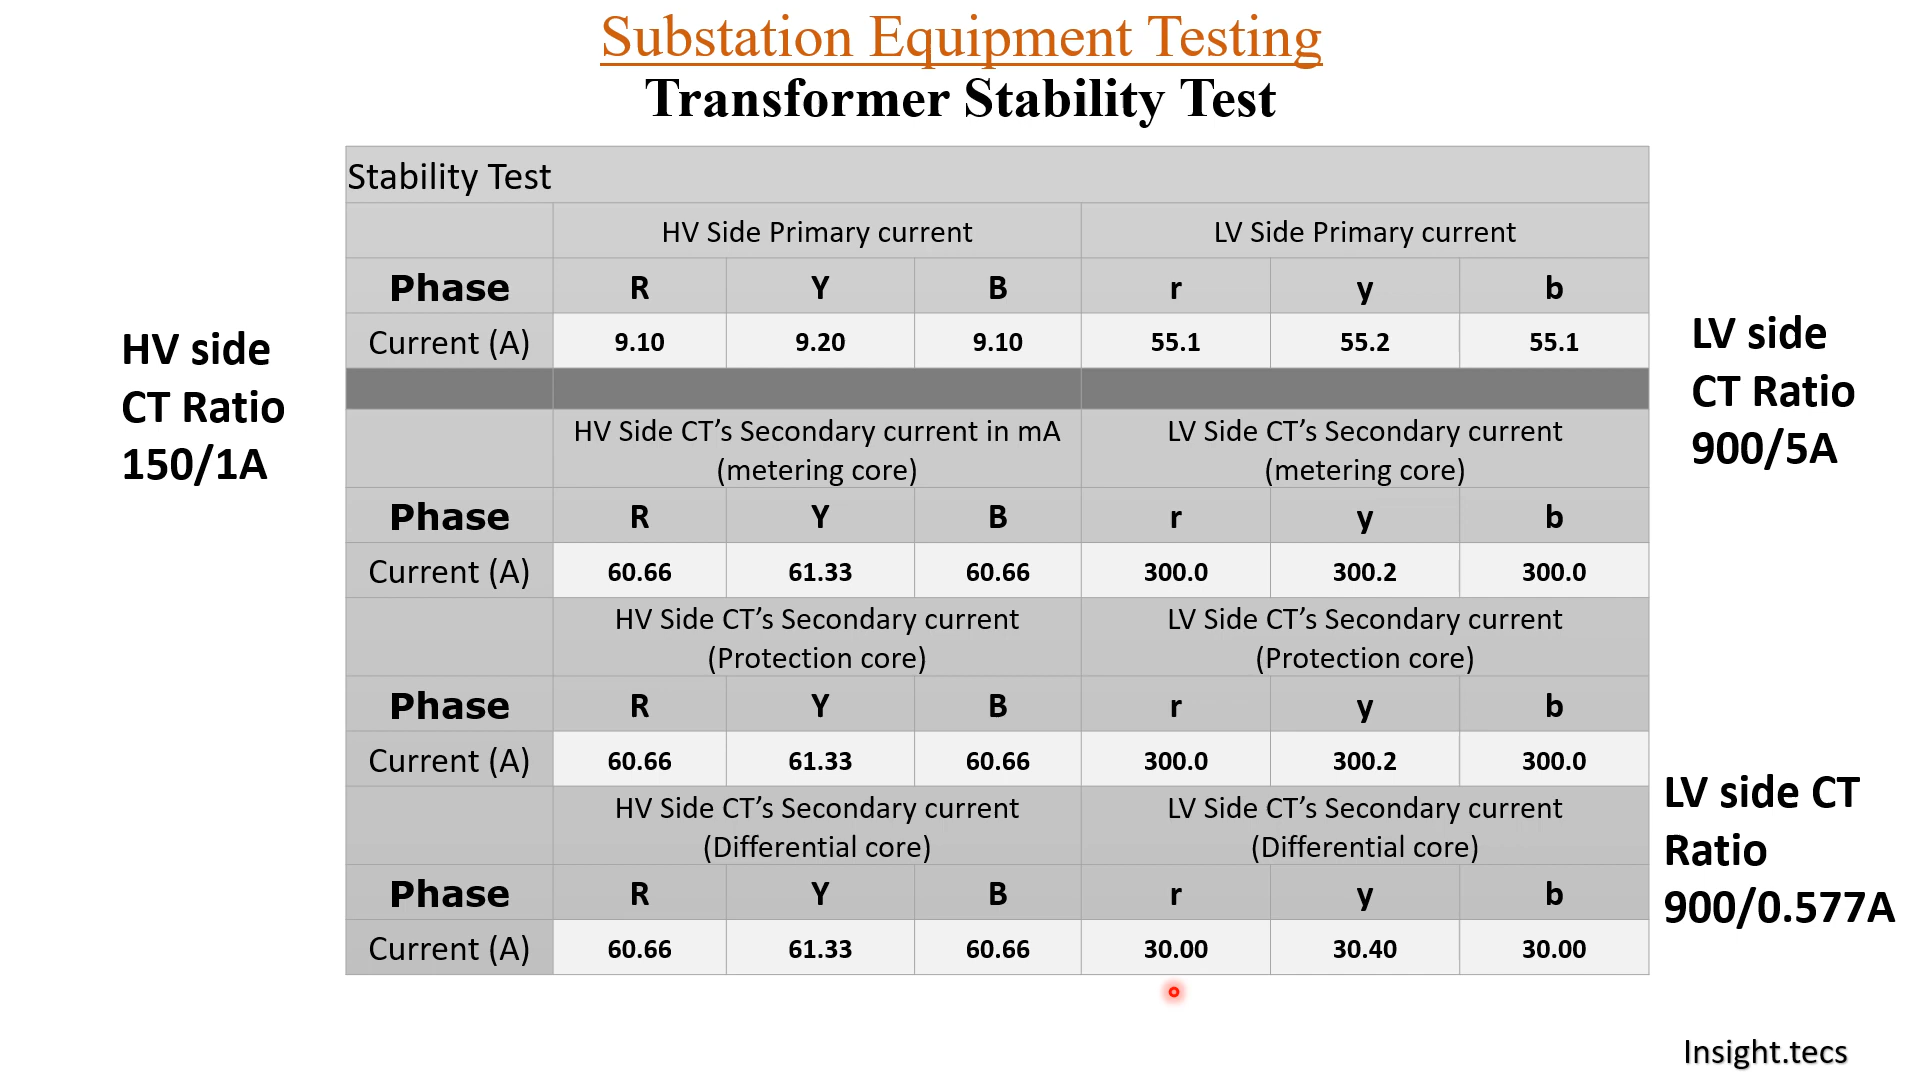 Substation Equipment Testing
Transformer Stability Test
Stability Test
HV Side Primary current LV Side Primary current
Phase R Y B r y b
Current (A) 9.10 9.20 9.10 55.1 55.2 55.1
HV side
CT Ratio
150/1A
LV side
CT Ratio
900/5A
HV Side CT’s Secondary current in mA
(metering core)
LV Side CT’s Secondary current
(metering core)
Phase R Y B r y b
Current (A) 60.66 61.33 60.66 300.0 300.2 300.0
HV Side CT’s Secondary current
(Protection core)
LV Side CT’s Secondary current
(Protection core)
Phase R Y B r y b
Current (A) 60.66 61.33 60.66 300.0 300.2 300.0
HV Side CT’s Secondary current
(Differential core)
LV Side CT’s Secondary current
(Differential core)
Phase R Y B r y b
Current (A) 60.66 61.33 60.66 30.00 30.40 30.00
LV side CT
Ratio
900/0.577A
Insight.tecs